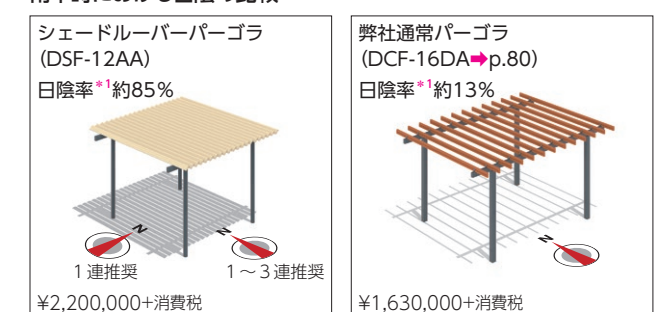 シェードルーバーパーゴラ
(DSF-12AA)
日陰率*1約85%
N
N
1連推奨
1～3連推奨
¥2,200,000+消費税
弊社通常パーゴラ
(DCF-16DA➡p.80)
日陰率*1約13%
N
¥1,630,000+消費税